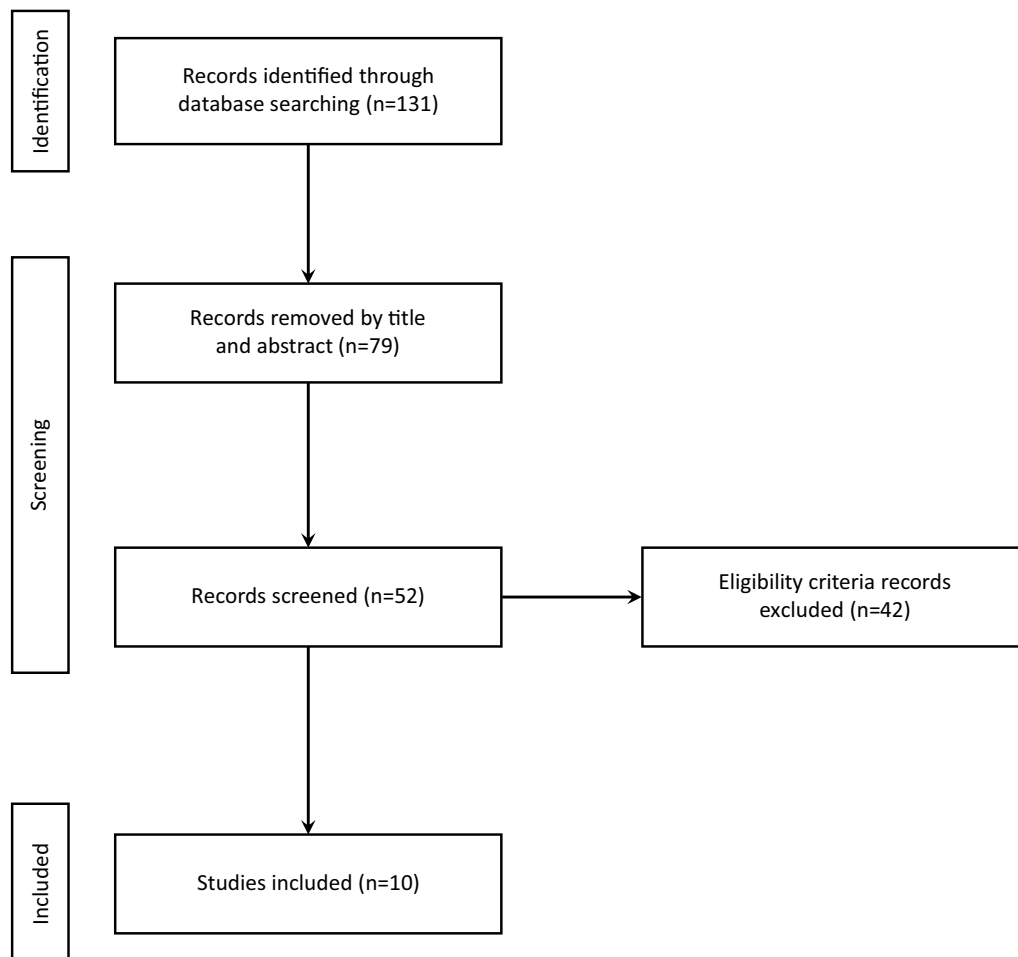 Identification
Records identified through
database searching (n=131)
Screening
Records removed by title
and abstract (n=79)
Records screened (n=52)
Eligibility criteria records
excluded (n=42)
Included
Studies included (n=10)